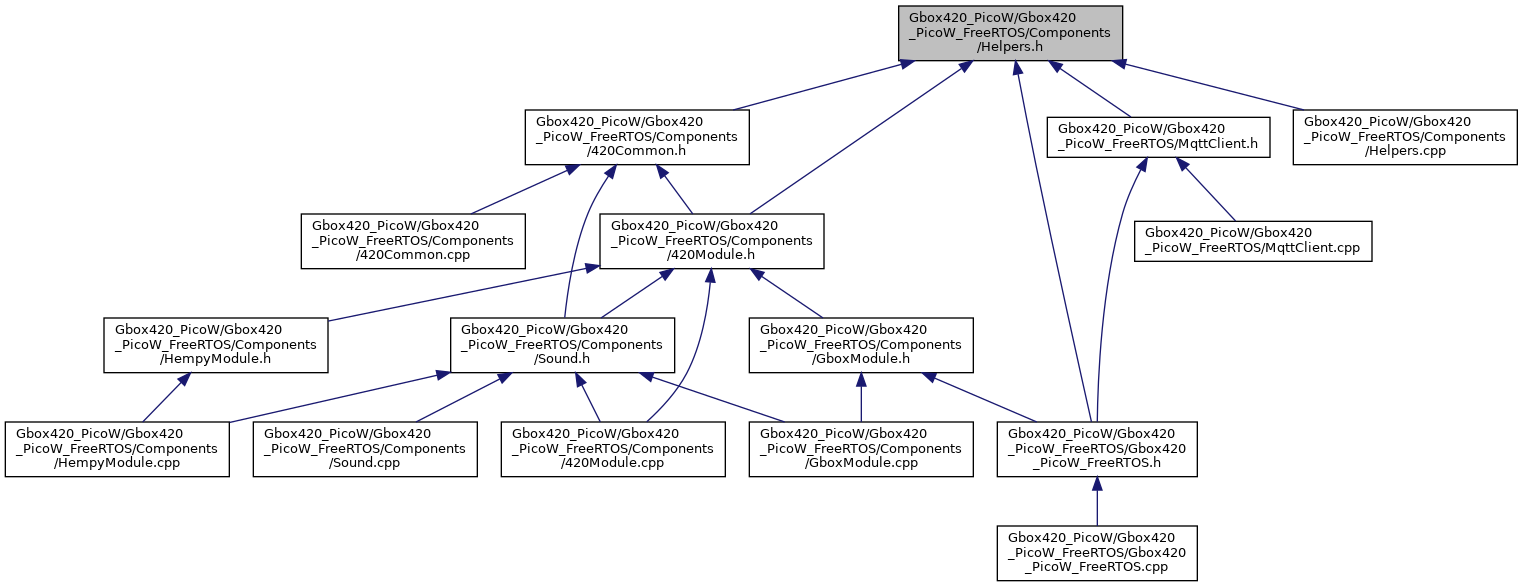 Gbox420_PicoW/Gbox420
_PicoW_FreeRTOS/Components
/Helpers.h
Gbox420_PicoW/Gbox420
_PicoW_FreeRTOS/Components
/420Common.h
Gbox420_PicoW/Gbox420
_PicoW_FreeRTOS/MqttClient.h
Gbox420_PicoW/Gbox420
_PicoW_FreeRTOS/Components
/Helpers.cpp
Gbox420_PicoW/Gbox420
_PicoW_FreeRTOS/Components
/420Common.cpp
Gbox420_PicoW/Gbox420
_PicoW_FreeRTOS/Components
/420Module.h
Gbox420_PicoW/Gbox420
_PicoW_FreeRTOS/MqttClient.cpp
Gbox420_PicoW/Gbox420
_PicoW_FreeRTOS/Components
/HempyModule.h
Gbox420_PicoW/Gbox420
_PicoW_FreeRTOS/Components
/Sound.h
Gbox420_PicoW/Gbox420
_PicoW_FreeRTOS/Components
/GboxModule.h
Gbox420_PicoW/Gbox420
_PicoW_FreeRTOS/Components
/HempyModule.cpp
Gbox420_PicoW/Gbox420
_PicoW_FreeRTOS/Components
/Sound.cpp
Gbox420_PicoW/Gbox420
_PicoW_FreeRTOS/Components
/420Module.cpp
Gbox420_PicoW/Gbox420
_PicoW_FreeRTOS/Components
/GboxModule.cpp
Gbox420_PicoW/Gbox420
_PicoW_FreeRTOS/Gbox420
_PicoW_FreeRTOS.h
Gbox420_PicoW/Gbox420
_PicoW_FreeRTOS/Gbox420
_PicoW_FreeRTOS.cpp